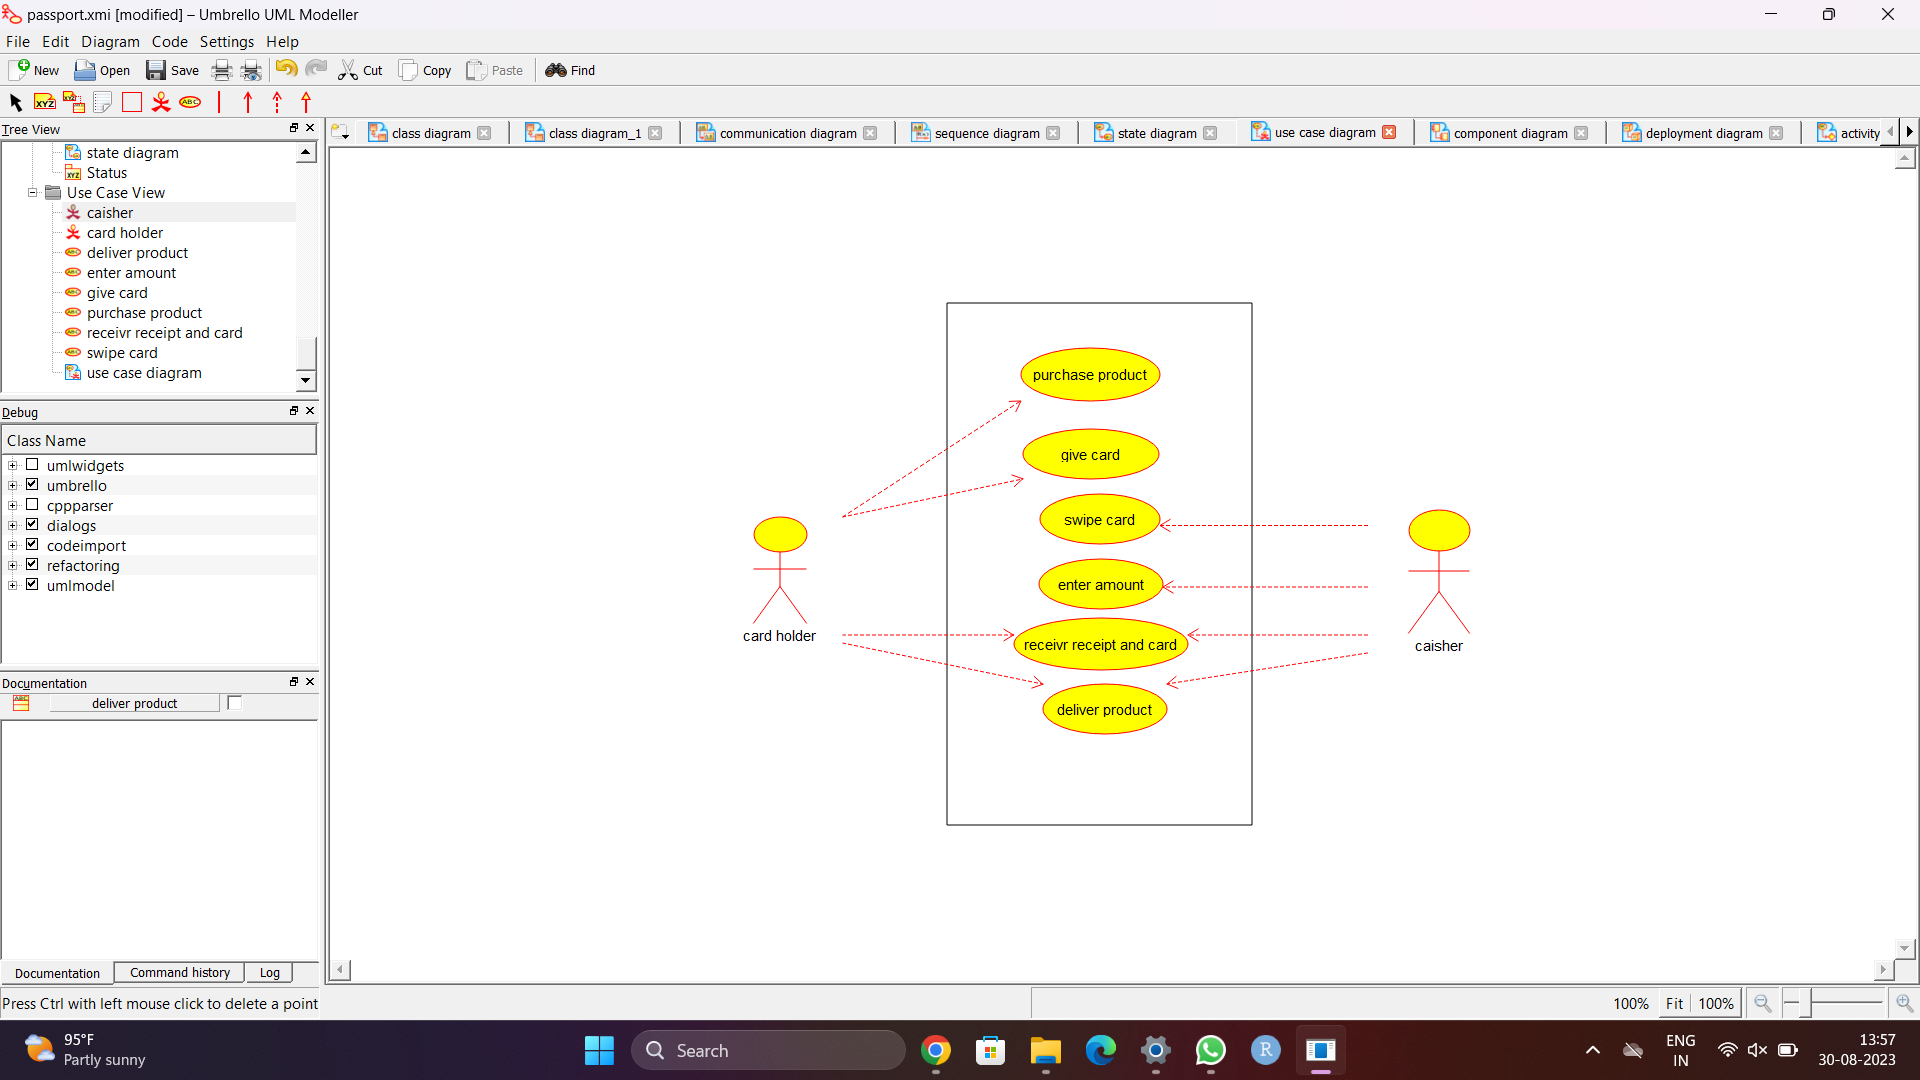 passport.xmi [modified] – Umbrello UML Modeller
File Edit Diagram Code Settings Help
New Open Save Cut Copy Paste Find
XYZ XYZ ABC
Tree View
class diagram class diagram_1 communication diagram sequence diagram state diagram use case diagram component diagram deployment diagram activity
state diagram
Status
Use Case View
caisher
card holder
deliver product
enter amount
give card
purchase product
receivr receipt and card
swipe card
use case diagram
Debug
Class Name
umlwidgets
umbrello
cppparser
dialogs
codeimport
refactoring
umlmodel
Documentation
deliver product
purchase product
give card
swipe card
enter amount
receivr receipt and card
deliver product
card holder
caisher
Documentation Command history Log
Press Ctrl with left mouse click to delete a point
100% Fit 100%
95°F
Partly sunny
Search
R
ENG
IN
13:57
30-08-2023